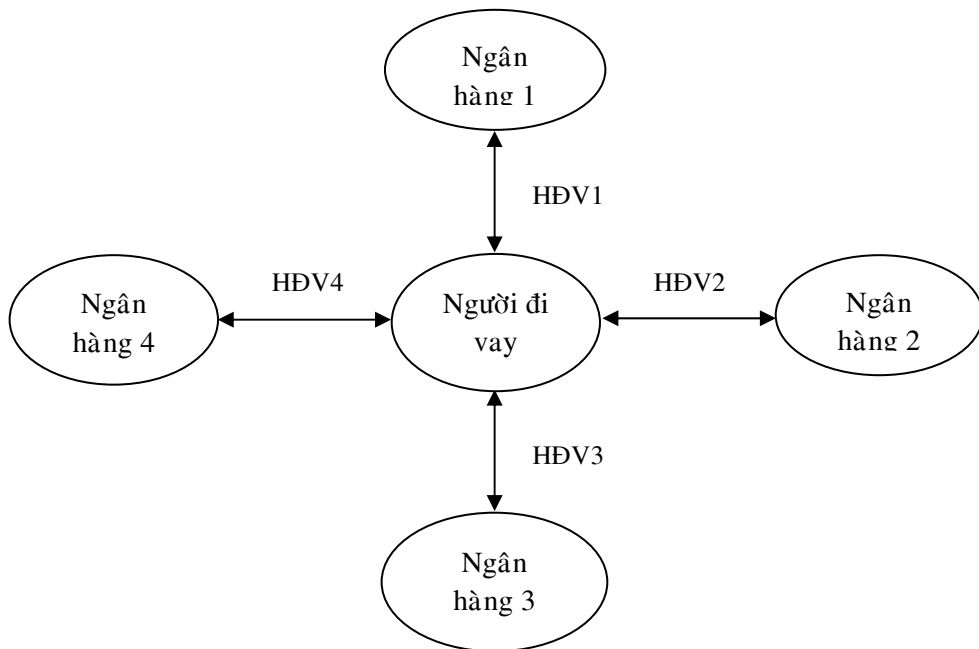 Ngân
hàng 1
HĐV1
HĐV4
HĐV2
Ngân
hàng 4
Người đi
vay
Ngân
hàng 2
HĐV3
Ngân
hàng 3